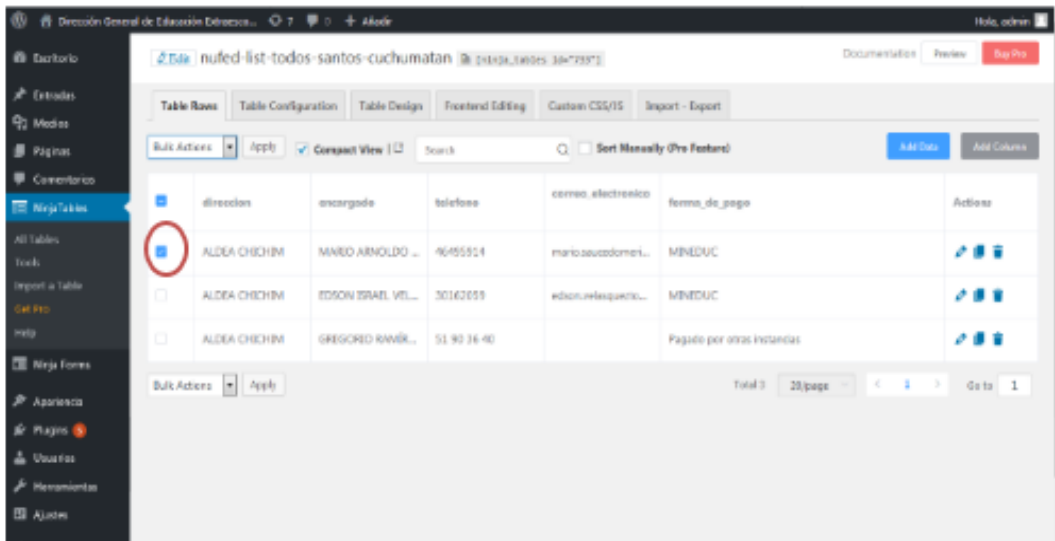 Dirección General de Educación Extraesco... 7 0 + Añadir
Hola, admin
Escritorio
Entradas
Medios
Páginas
Comentarios
NinjaTables
All Tables
Tools
Import a Table
Get Pro
Help
Ninja Forms
Apariencia
Plugins 5
Usuarios
Herramientas
Ajustes
Edit nufed-list-todos-santos-cuchumatan
Documentation Preview Buy Pro
Table Rows Table Configuration Table Design Frontend Editing Custom CSS/JS Import - Export
Bulk Actions Apply Compact View Search Sort Manually (Pro Feature) Add Data Add Column
direccion encargado telefono correo_electronico forma_de_pago Actions
ALDEA CHICHIM MARIO ARNOLDO ... 46495514 MINEDUC
ALDEA CHICHIM EDSON ISRAEL VEL... 30162059 MINEDUC
ALDEA CHICHIM GREGORIO RAMÍR... 51 90 36 40 Pagado por otras instancias
Bulk Actions Apply Total 3 20/page < 1 > Go to 1